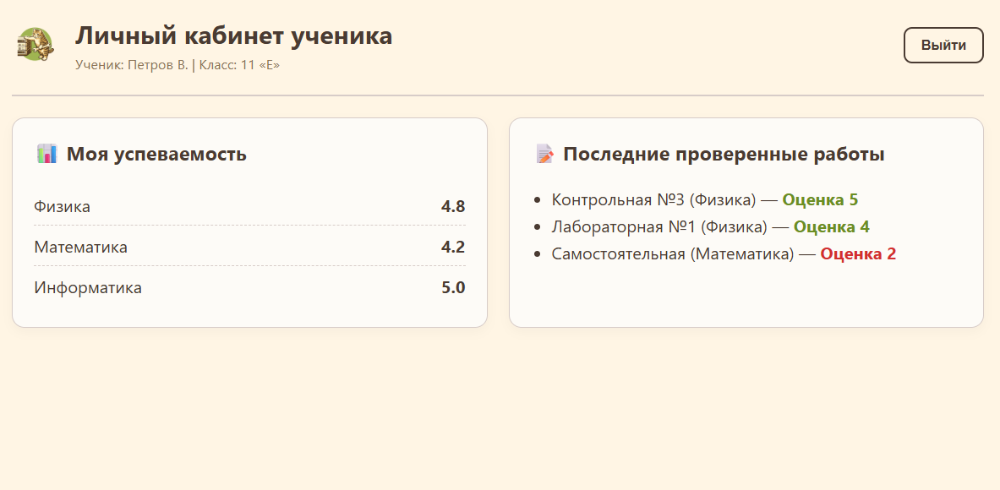 Личный кабинет ученика
Ученик: Петров В. | Класс: 11 «Е»
Выйти
Моя успеваемость
Физика 4.8
Математика 4.2
Информатика 5.0
Последние проверенные работы
Контрольная №3 (Физика) — Оценка 5
Лабораторная №1 (Физика) — Оценка 4
Самостоятельная (Математика) — Оценка 2